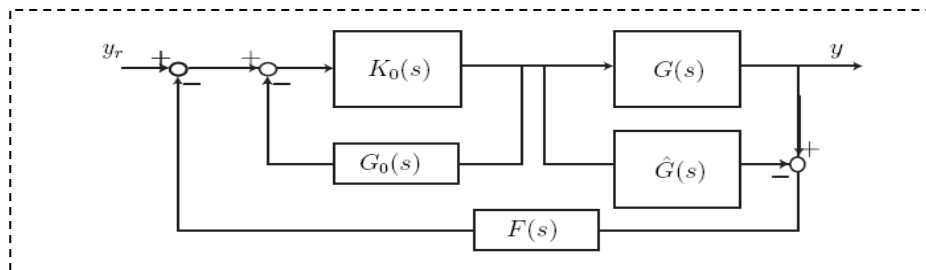 y_r + − + − K_0(s) G(s) y
G_0(s) Ĝ(s) + −
F(s)